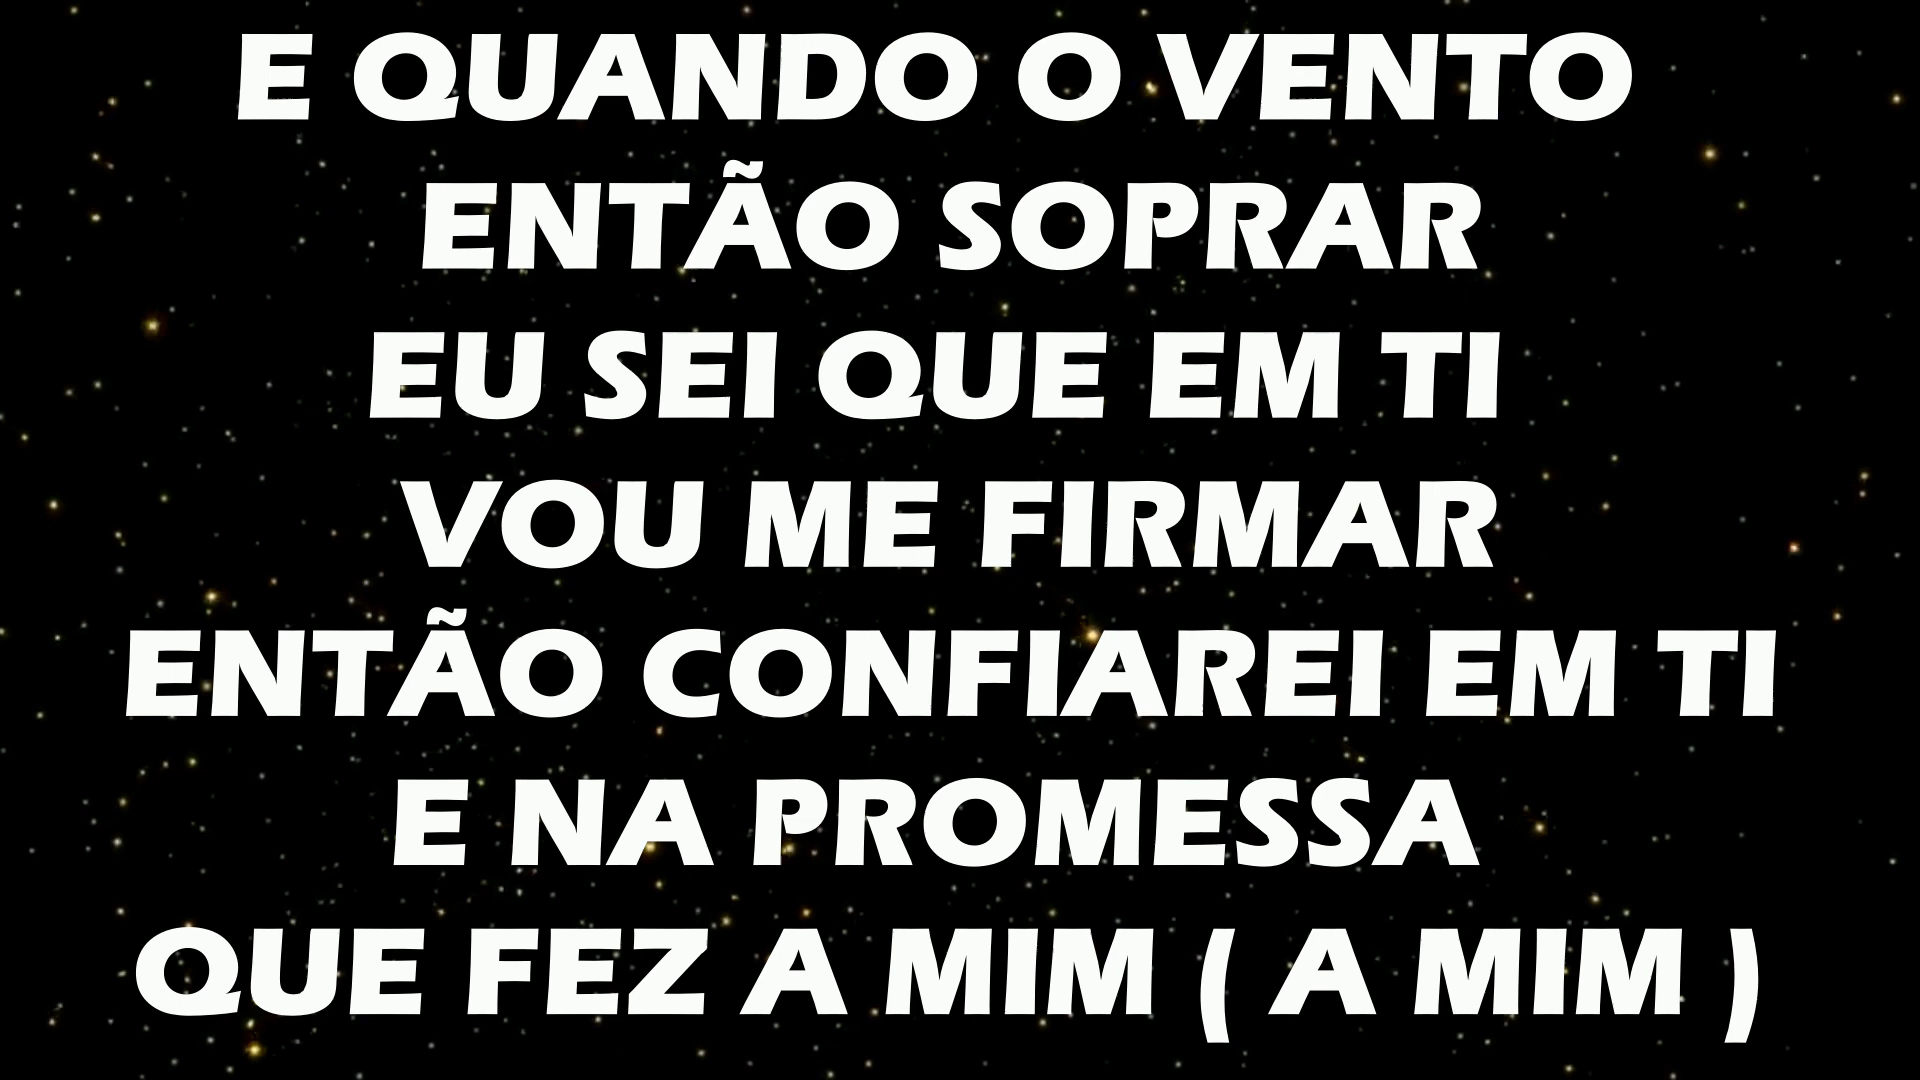 E QUANDO O VENTO
ENTÃO SOPRAR
EU SEI QUE EM TI
VOU ME FIRMAR
ENTÃO CONFIAREI EM TI
E NA PROMESSA
QUE FEZ A MIM ( A MIM )